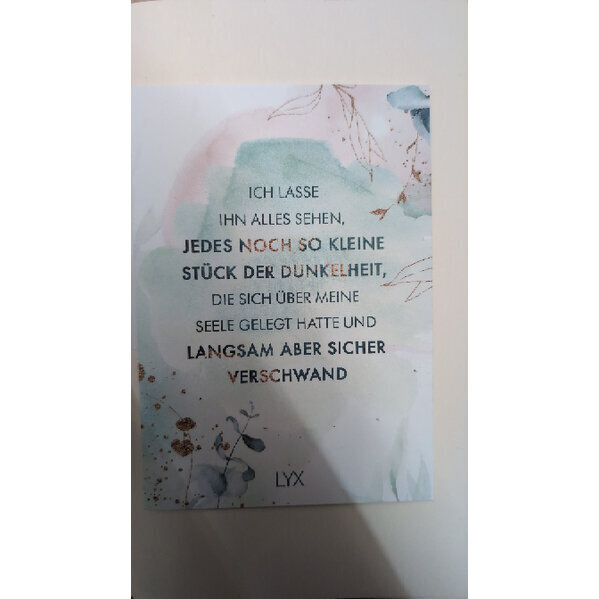 ICH LASSE
IHN ALLES SEHEN,
JEDES NOCH SO KLEINE
STÜCK DER DUNKELHEIT,
DIE SICH ÜBER MEINE
SEELE GELEGT HATTE UND
LANGSAM ABER SICHER
VERSCHWAND
LYX